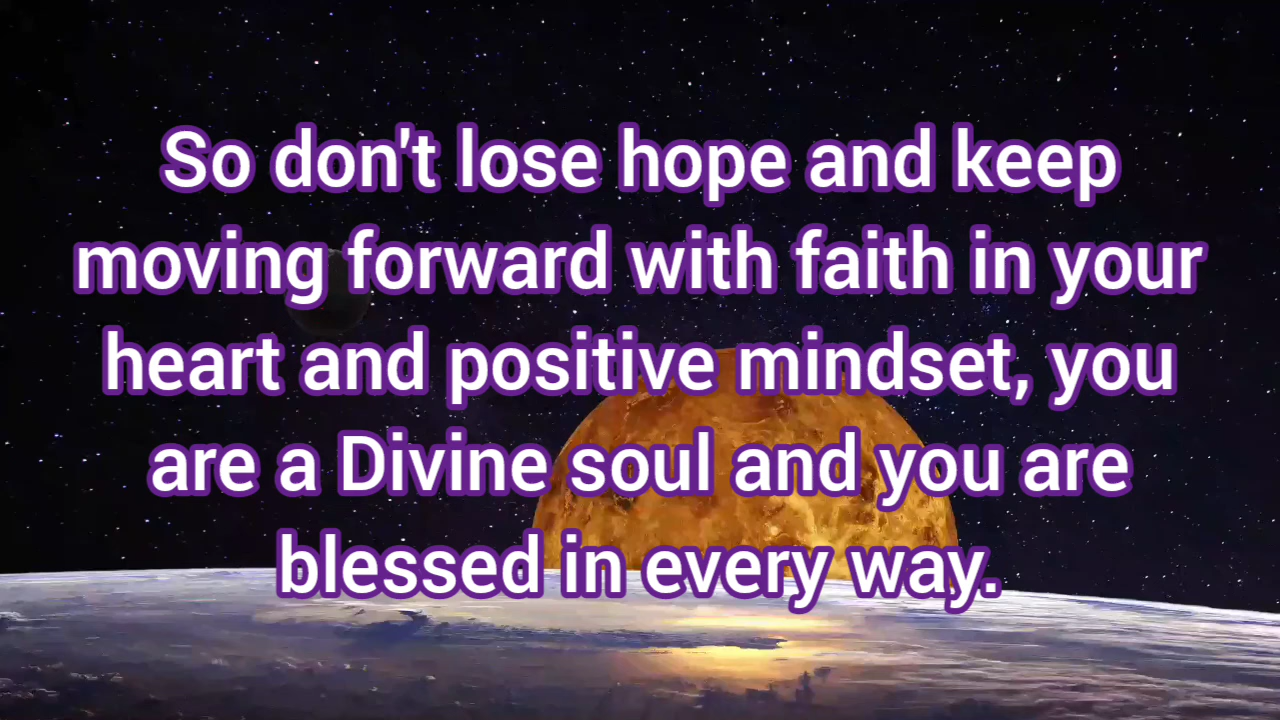 So don't lose hope and keep
moving forward with faith in your
heart and positive mindset, you
are a Divine soul and you are
blessed in every way.